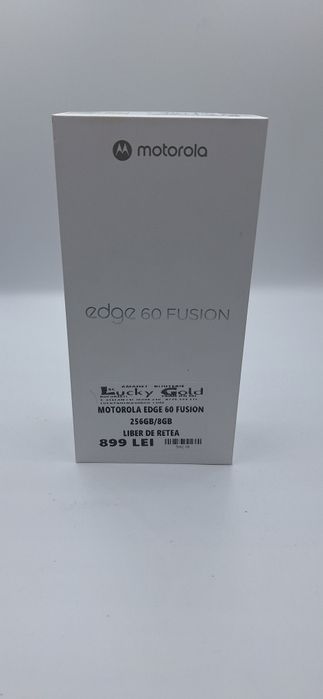 motorola
edge 60 FUSION
Lucky Gold
MOTOROLA EDGE 60 FUSION
256GB/8GB
LIBER DE RETEA
899 LEI